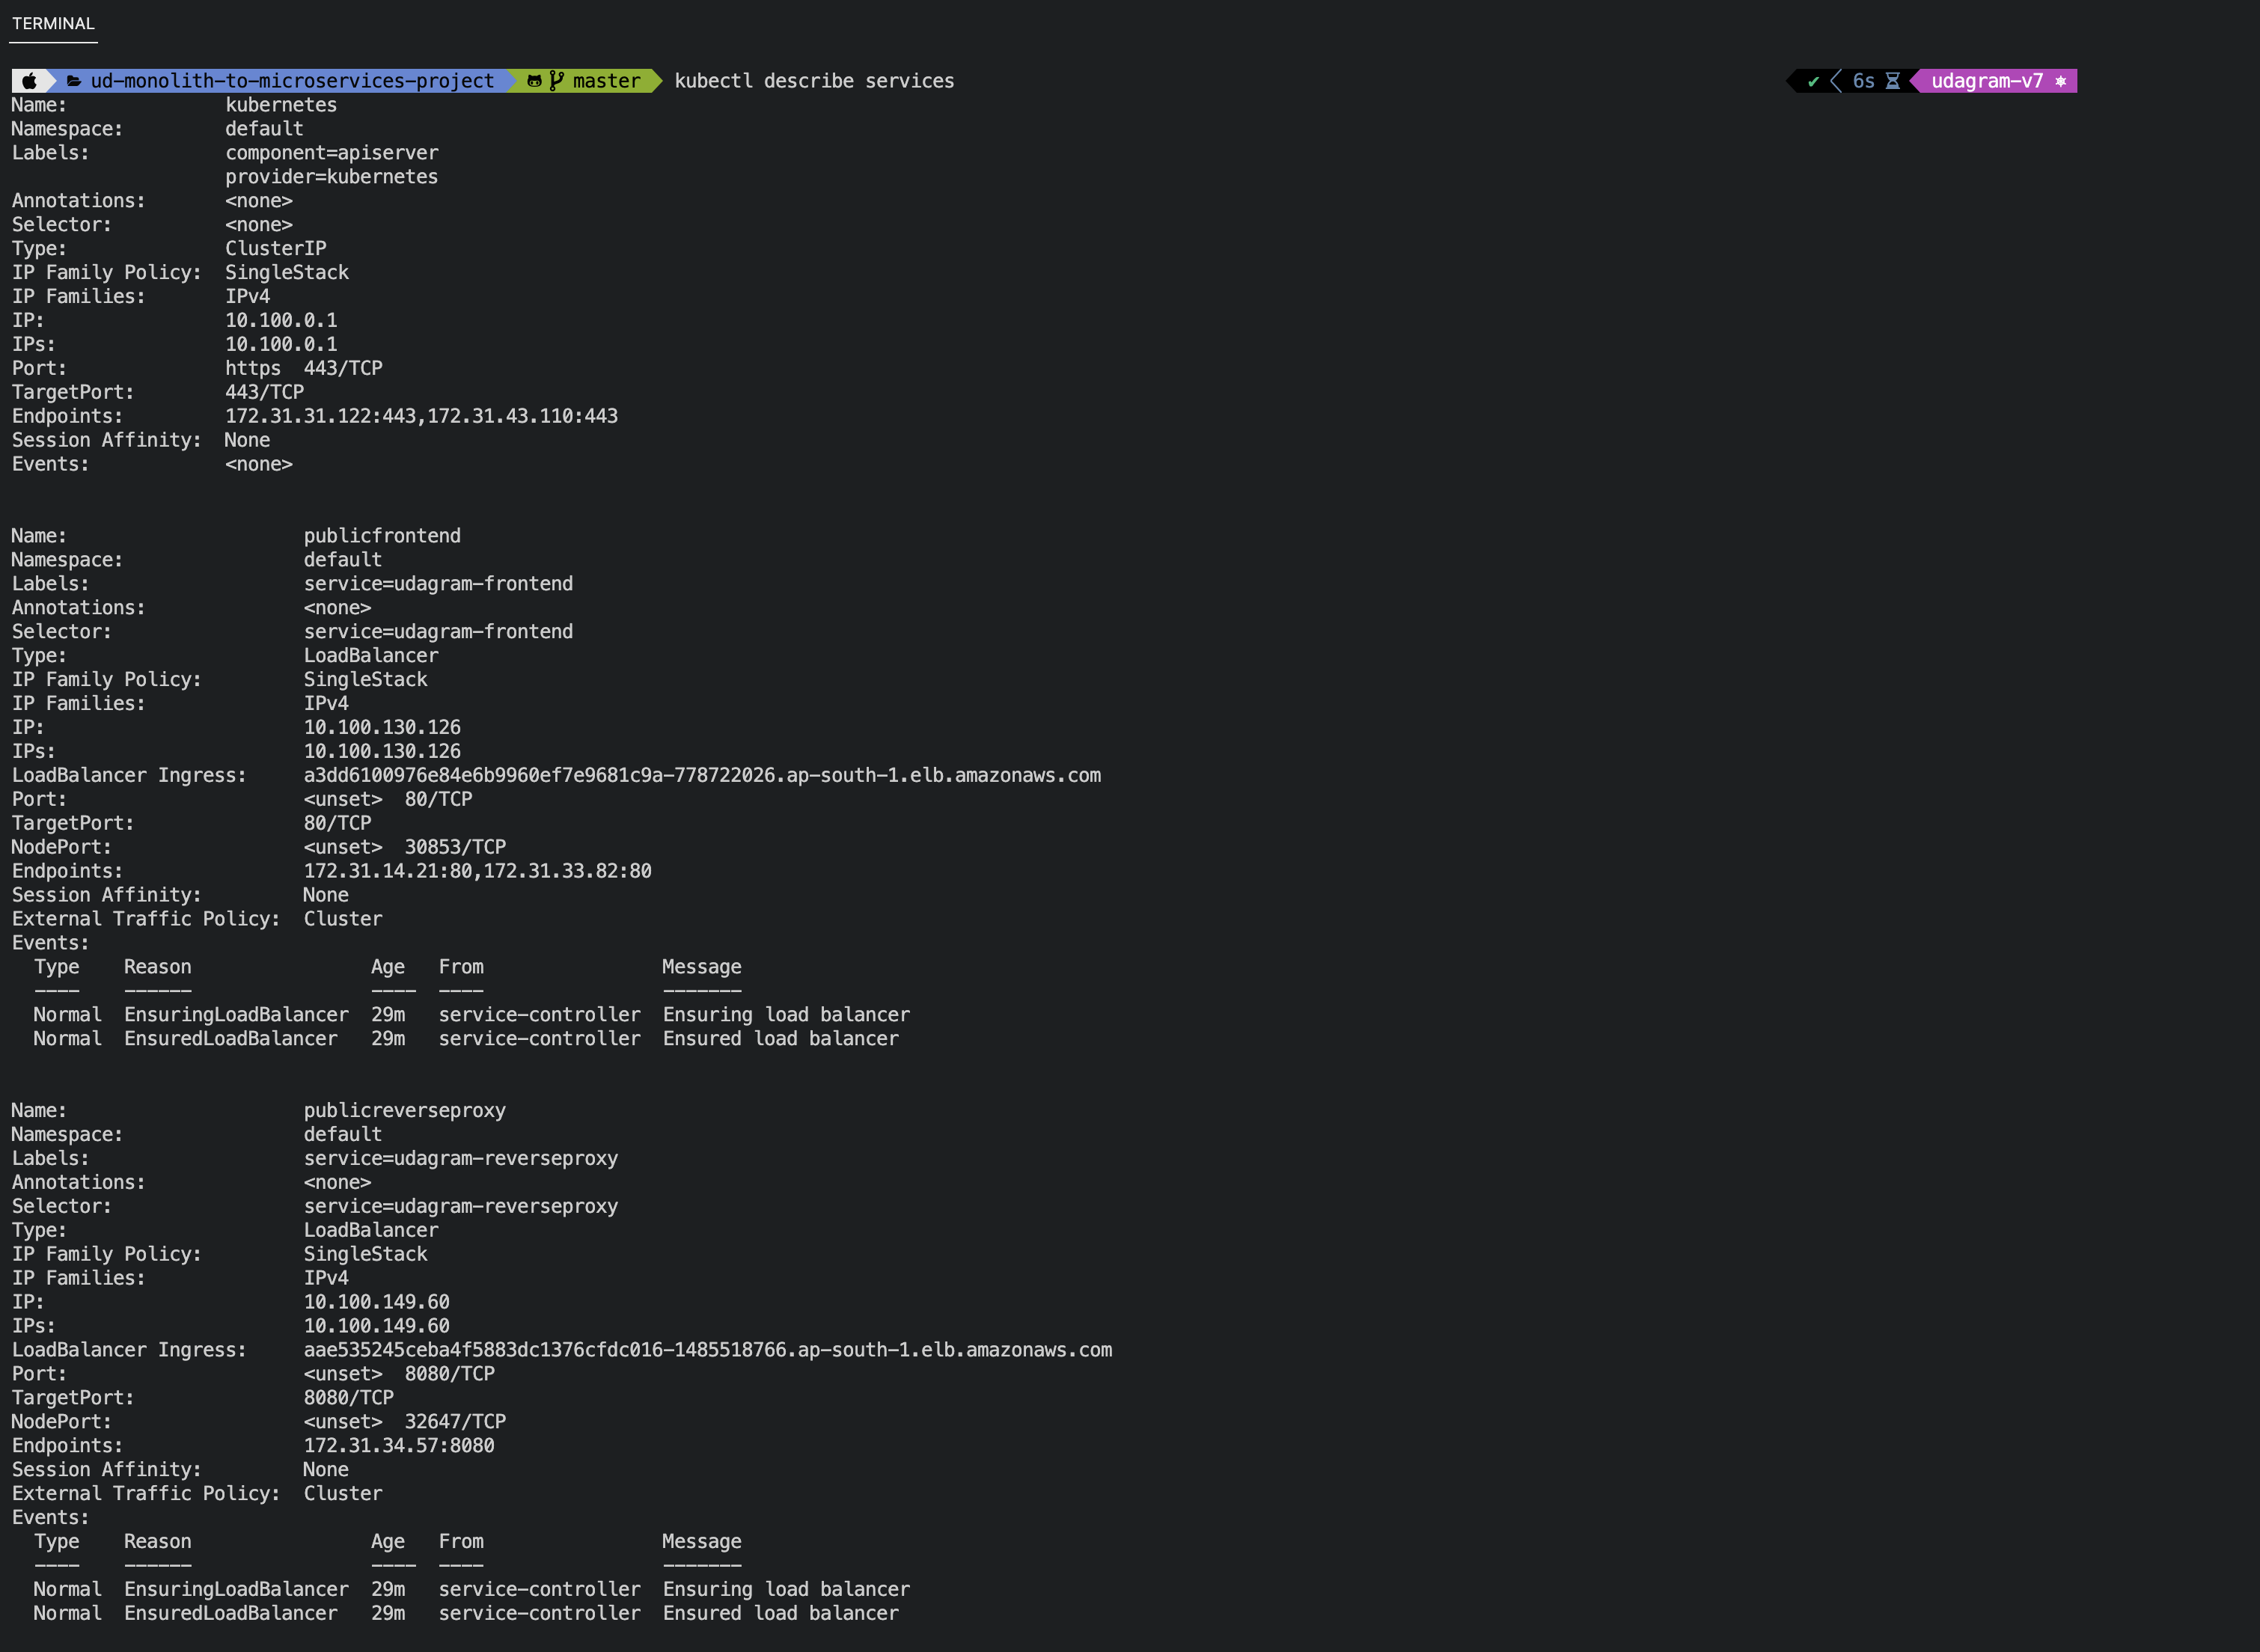 TERMINAL
ud-monolith-to-microservices-project master kubectl describe services ✔ 6s udagram-v7
Name: kubernetes
Namespace: default
Labels: component=apiserver
provider=kubernetes
Annotations: <none>
Selector: <none>
Type: ClusterIP
IP Family Policy: SingleStack
IP Families: IPv4
IP: 10.100.0.1
IPs: 10.100.0.1
Port: https 443/TCP
TargetPort: 443/TCP
Endpoints: 172.31.31.122:443,172.31.43.110:443
Session Affinity: None
Events: <none>
Name: publicfrontend
Namespace: default
Labels: service=udagram-frontend
Annotations: <none>
Selector: service=udagram-frontend
Type: LoadBalancer
IP Family Policy: SingleStack
IP Families: IPv4
IP: 10.100.130.126
IPs: 10.100.130.126
LoadBalancer Ingress: a3dd6100976e84e6b9960ef7e9681c9a-778722026.ap-south-1.elb.amazonaws.com
Port: <unset> 80/TCP
TargetPort: 80/TCP
NodePort: <unset> 30853/TCP
Endpoints: 172.31.14.21:80,172.31.33.82:80
Session Affinity: None
External Traffic Policy: Cluster
Events:
Type Reason Age From Message
---- ------ ---- ---- -------
Normal EnsuringLoadBalancer 29m service-controller Ensuring load balancer
Normal EnsuredLoadBalancer 29m service-controller Ensured load balancer
Name: publicreverseproxy
Namespace: default
Labels: service=udagram-reverseproxy
Annotations: <none>
Selector: service=udagram-reverseproxy
Type: LoadBalancer
IP Family Policy: SingleStack
IP Families: IPv4
IP: 10.100.149.60
IPs: 10.100.149.60
LoadBalancer Ingress: aae535245ceba4f5883dc1376cfdc016-1485518766.ap-south-1.elb.amazonaws.com
Port: <unset> 8080/TCP
TargetPort: 8080/TCP
NodePort: <unset> 32647/TCP
Endpoints: 172.31.34.57:8080
Session Affinity: None
External Traffic Policy: Cluster
Events:
Type Reason Age From Message
---- ------ ---- ---- -------
Normal EnsuringLoadBalancer 29m service-controller Ensuring load balancer
Normal EnsuredLoadBalancer 29m service-controller Ensured load balancer